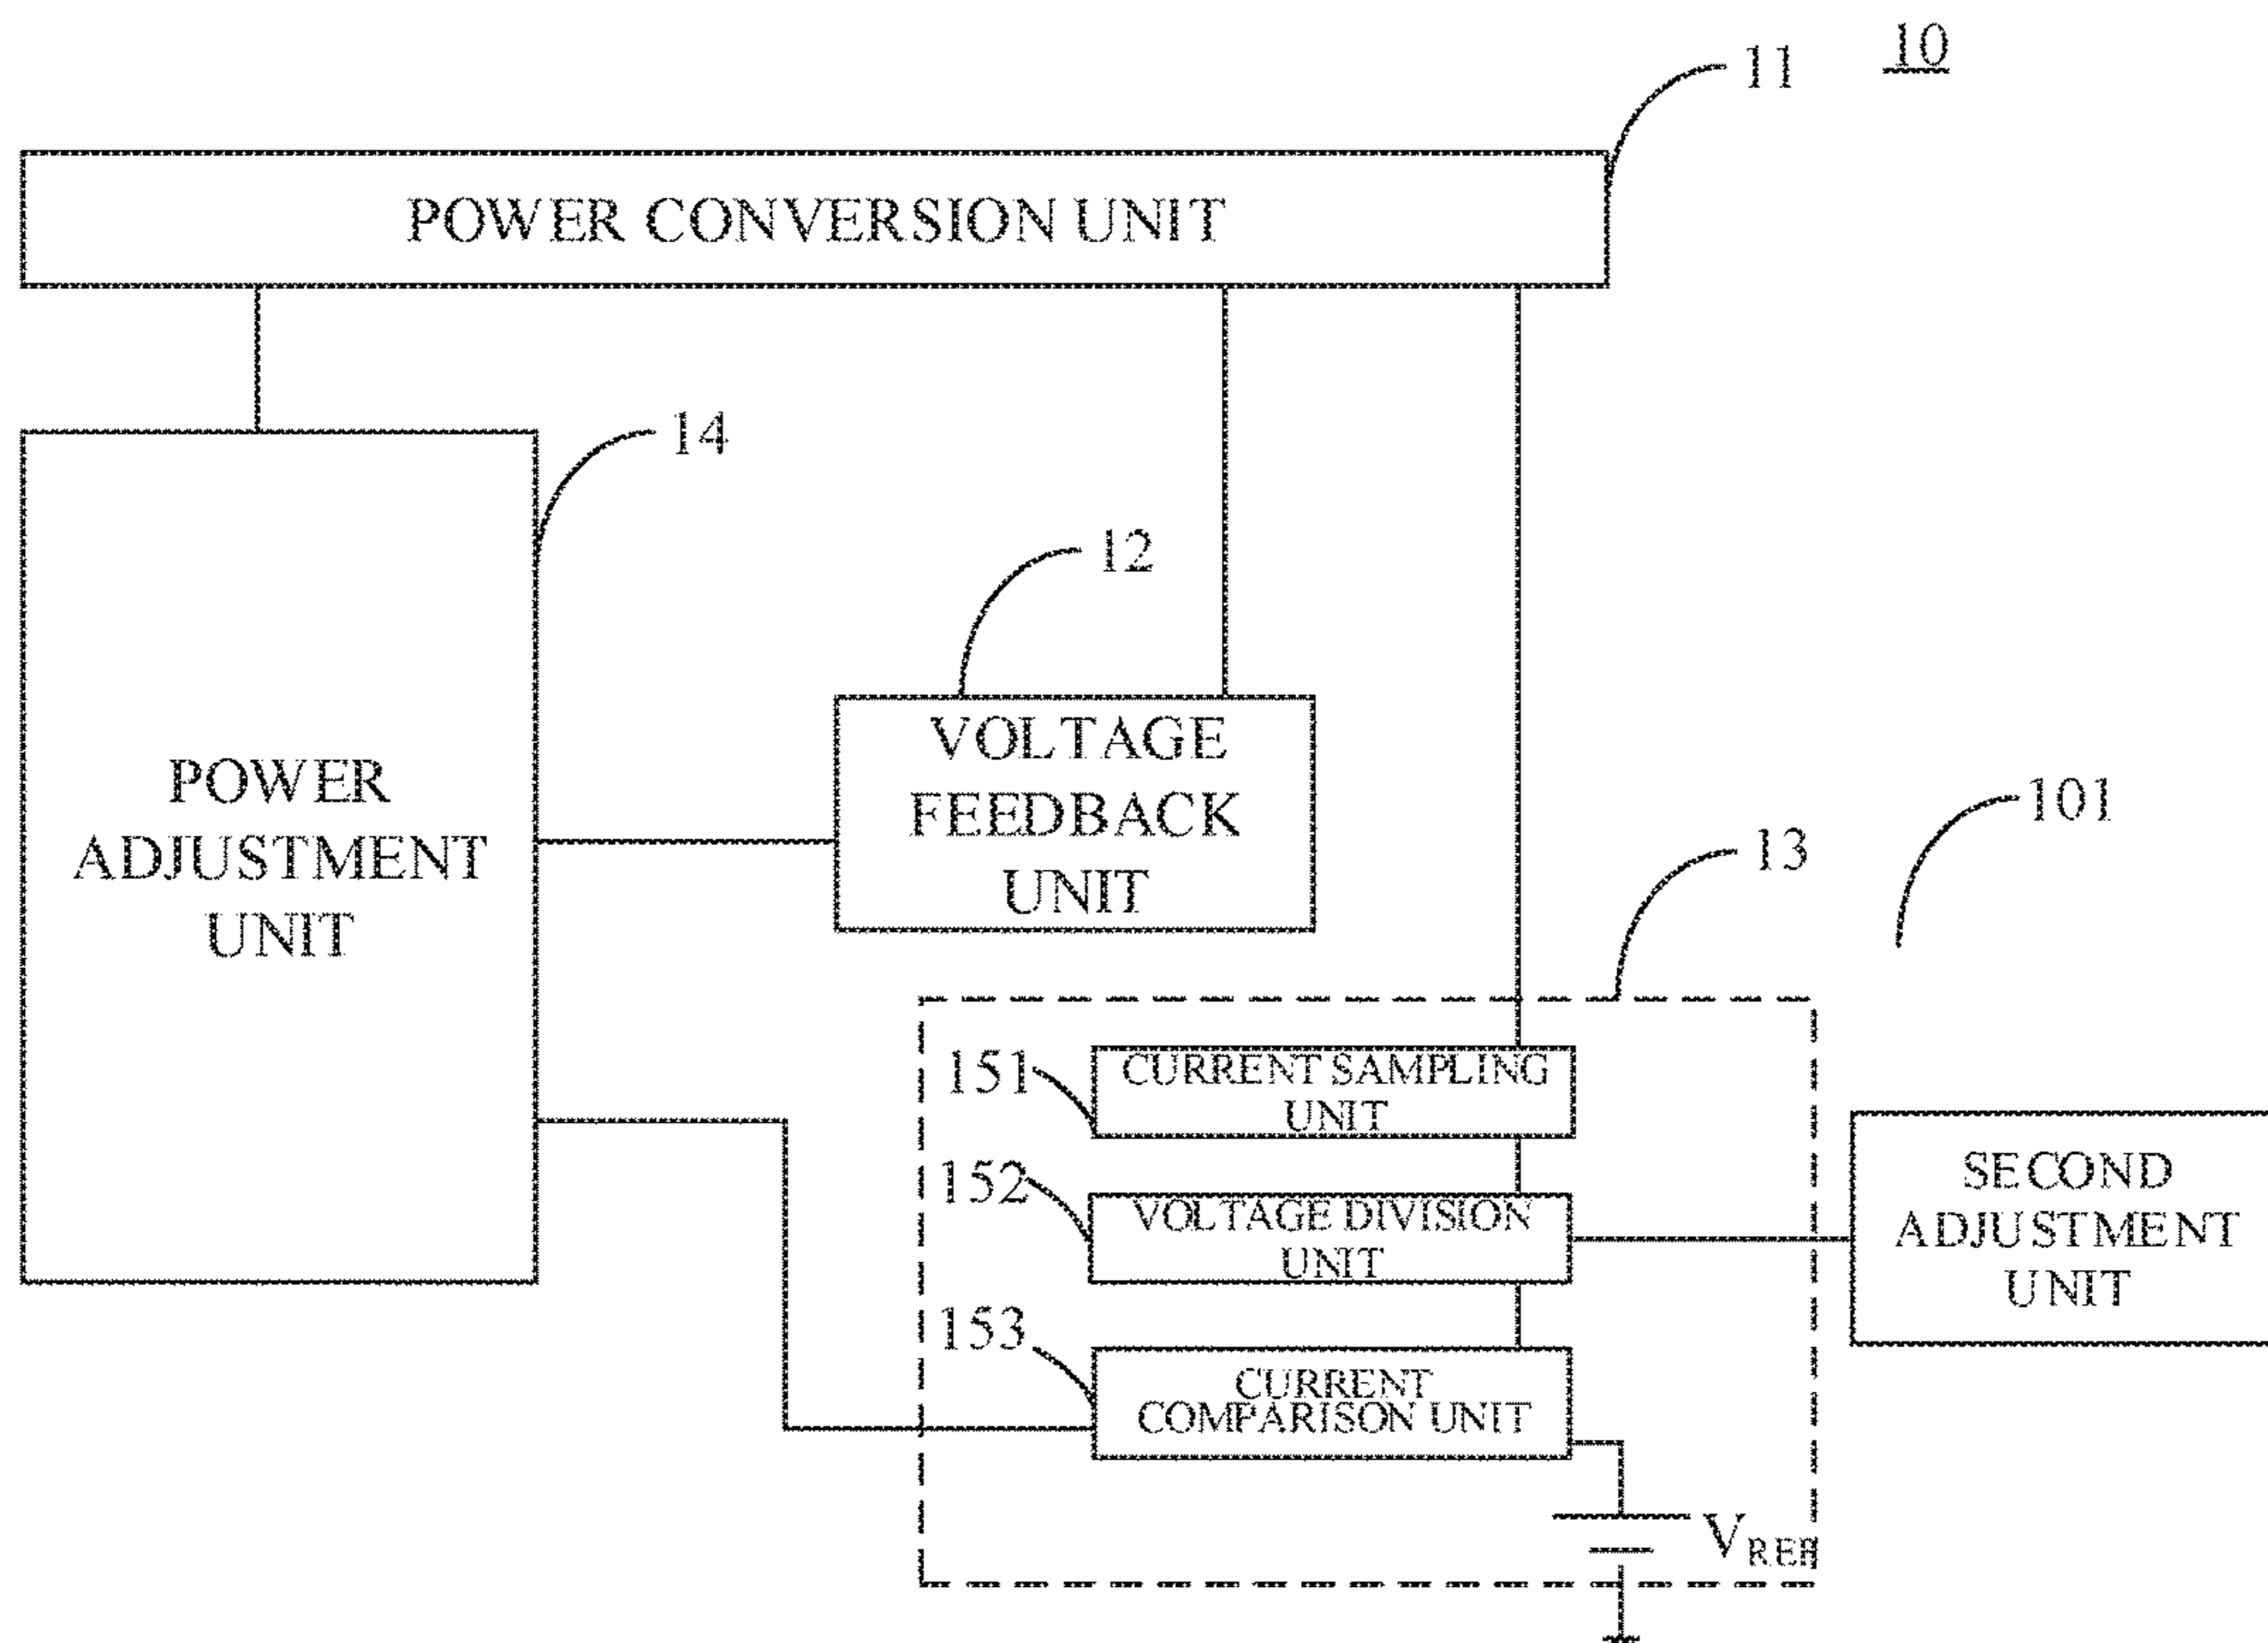 10
11
POWER CONVERSION UNIT
14
12
VOLTAGE
FEEDBACK
UNIT
POWER
ADJUSTMENT
UNIT
101
13
151
CURRENT SAMPLING
UNIT
152
VOLTAGE DIVISION
UNIT
SECOND
ADJUSTMENT
UNIT
153
CURRENT
COMPARISON UNIT
VREF